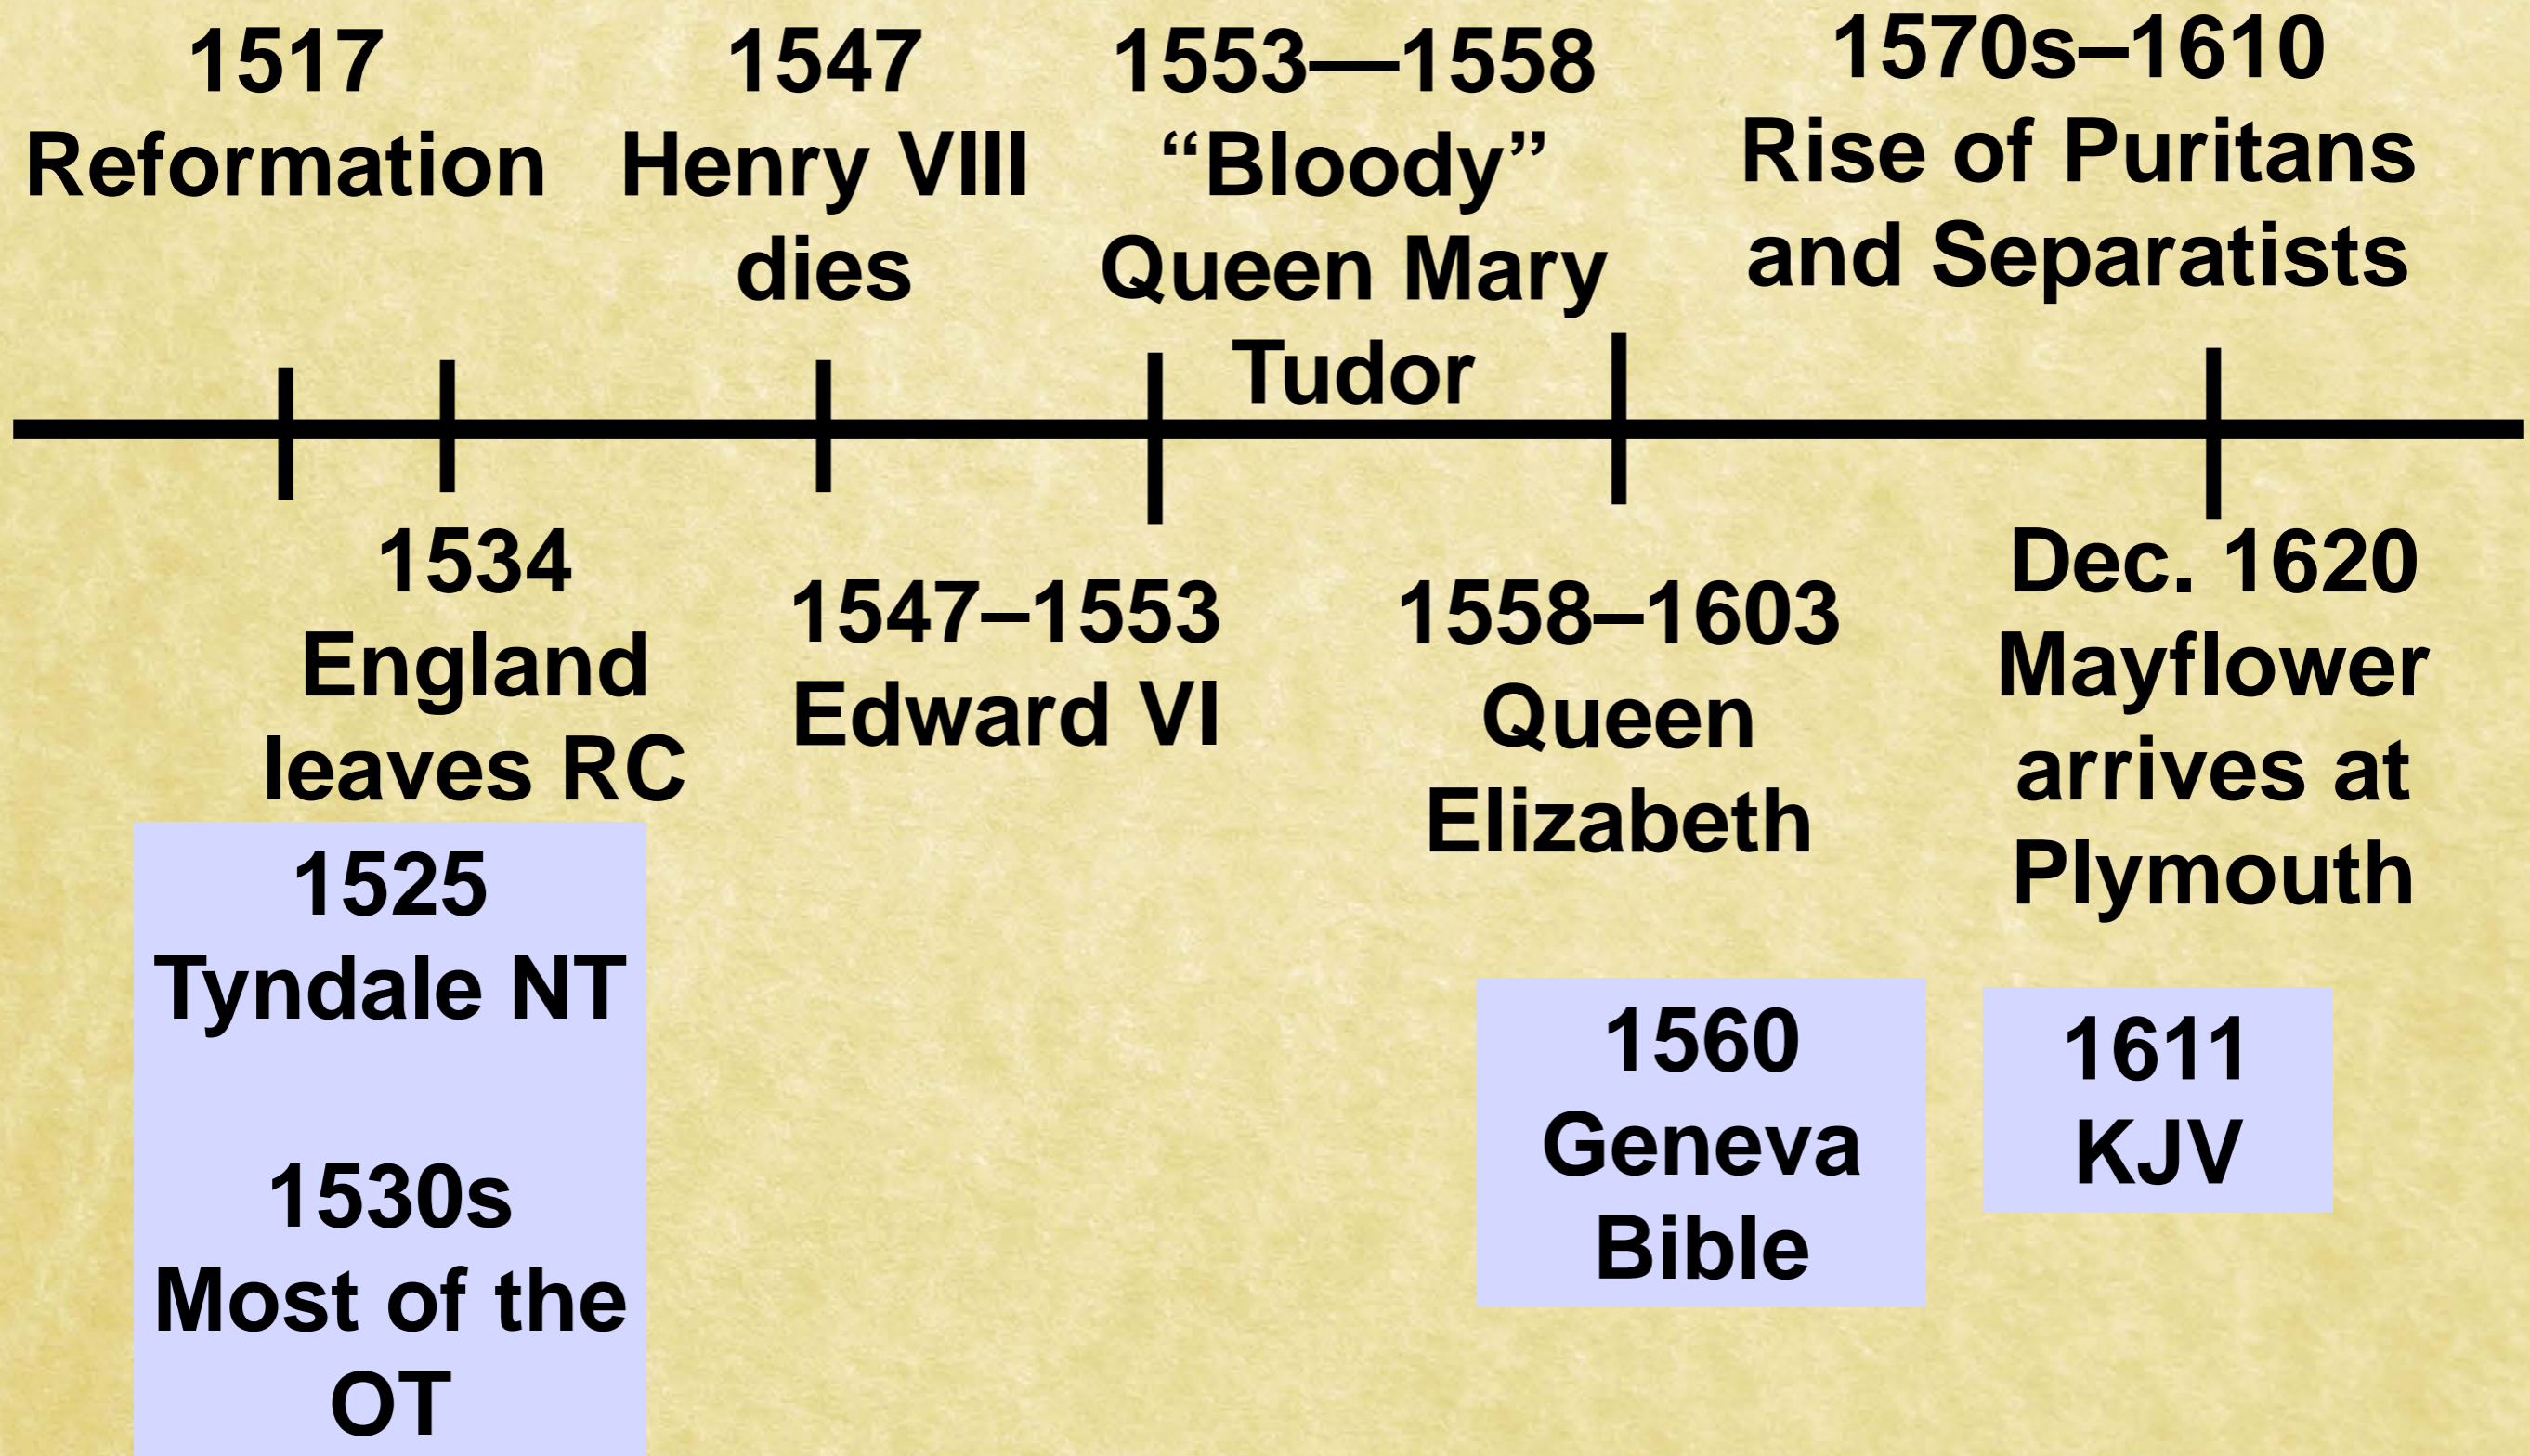 1517
Reformation
1547
Henry VIII
dies
1553—1558
“Bloody”
Queen Mary
Tudor
1570s–1610
Rise of Puritans
and Separatists
1534
England
leaves RC
1547–1553
Edward VI
1558–1603
Queen
Elizabeth
Dec. 1620
Mayflower
arrives at
Plymouth
1525
Tyndale NT
1530s
Most of the
OT
1560
Geneva
Bible
1611
KJV